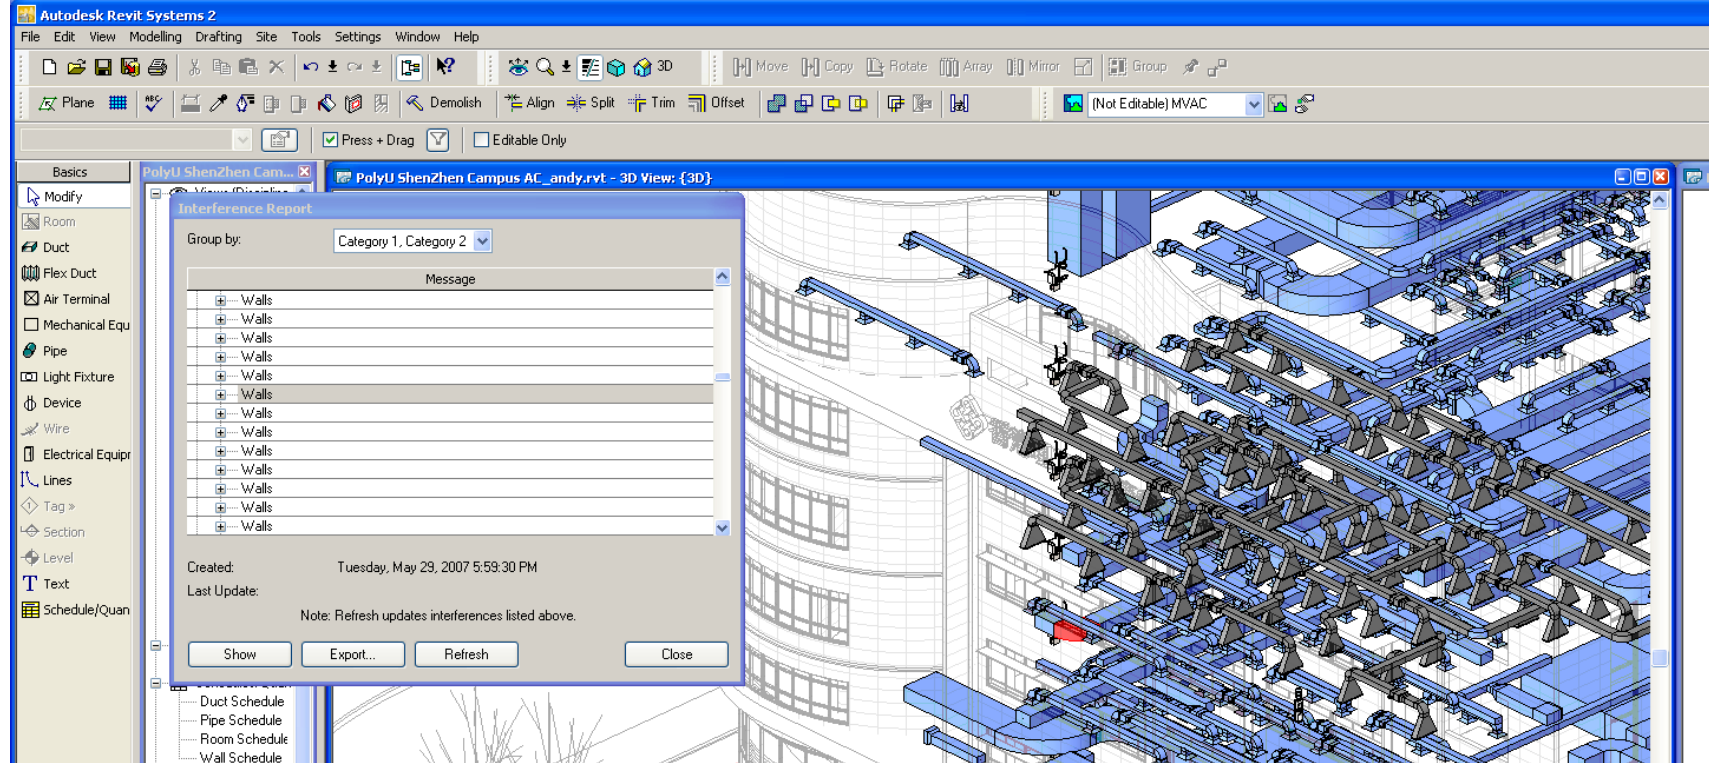 Autodesk Revit Systems 2
File Edit View Modelling Drafting Site Tools Settings Window Help
3D Move Copy Rotate Array Mirror Group
Plane Demolish Align Split Trim Offset (Not Editable) MVAC
Press + Drag Editable Only
Basics
Modify
Room
Duct
Flex Duct
Air Terminal
Mechanical Equ
Pipe
Light Fixture
Device
Wire
Electrical Equipr
Lines
Tag »
Section
Level
Text
Schedule/Quan
PolyU ShenZhen Cam...
Views (Discipline
PolyU ShenZhen Campus AC_andy.rvt - 3D View: {3D}
Interference Report
Group by: Category 1, Category 2
Message
Walls
Walls
Walls
Walls
Walls
Walls
Walls
Walls
Walls
Walls
Walls
Walls
Walls
Created: Tuesday, May 29, 2007 5:59:30 PM
Last Update:
Note: Refresh updates interferences listed above.
Show Export... Refresh Close
Duct Schedule
Pipe Schedule
Room Schedule
Wall Schedule